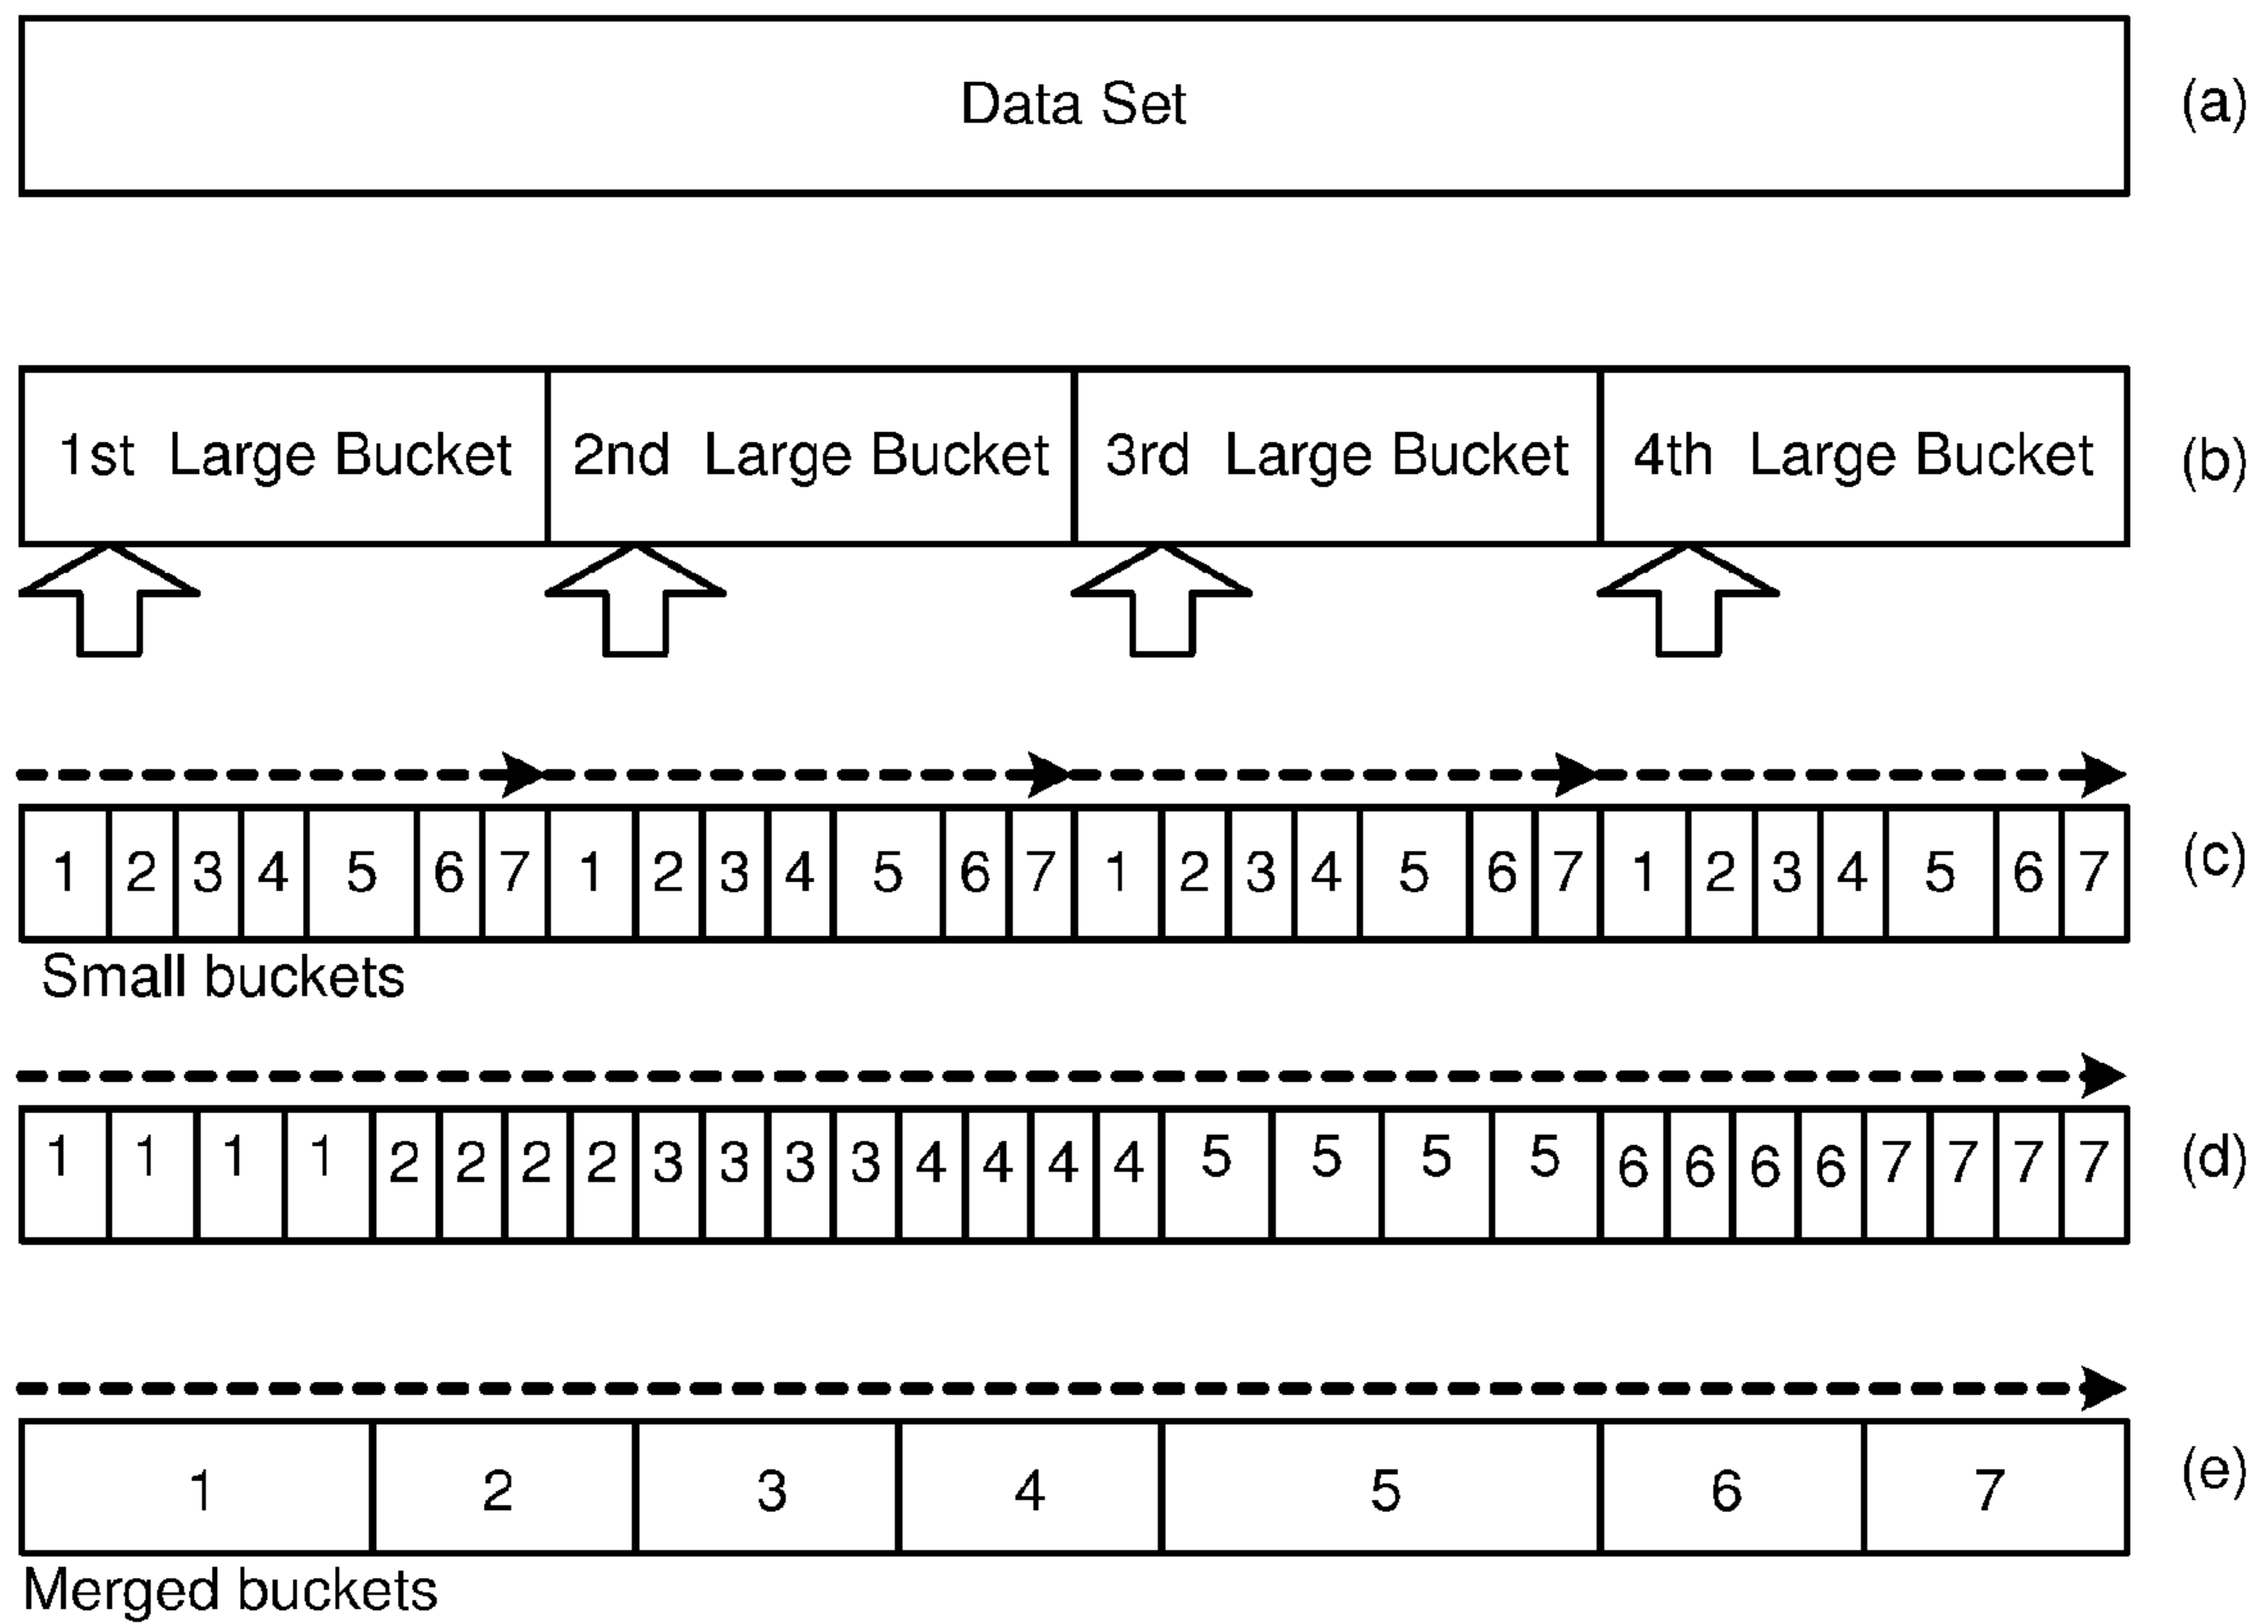 Data Set (a)
1st Large Bucket 2nd Large Bucket 3rd Large Bucket 4th Large Bucket (b)
1 2 3 4 5 6 7 1 2 3 4 5 6 7 1 2 3 4 5 6 7 1 2 3 4 5 6 7 (c)
Small buckets
1 1 1 1 2 2 2 2 3 3 3 3 4 4 4 4 5 5 5 5 6 6 6 6 7 7 7 7 (d)
1 2 3 4 5 6 7 (e)
Merged buckets